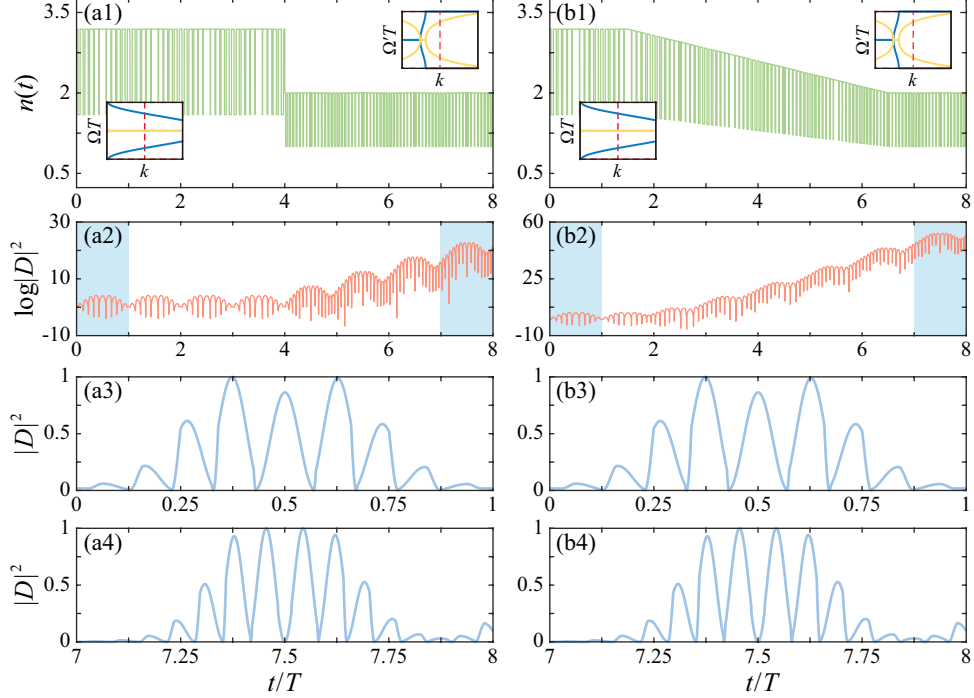 (a1)
3.5
2
0.5
n(t)
Ω'T
k
ΩT
k
0 2 4 6 8
(b1)
3.5
2
0.5
Ω'T
k
ΩT
k
0 2 4 6 8
(a2)
30
10
-10
log|D|²
0 2 4 6 8
(b2)
60
25
-10
0 2 4 6 8
(a3)
1
0.5
0
|D|²
0 0.25 0.5 0.75 1
(b3)
1
0.5
0
0 0.25 0.5 0.75 1
(a4)
1
0.5
0
|D|²
7 7.25 7.5 7.75 8
t/T
(b4)
1
0.5
0
7 7.25 7.5 7.75 8
t/T